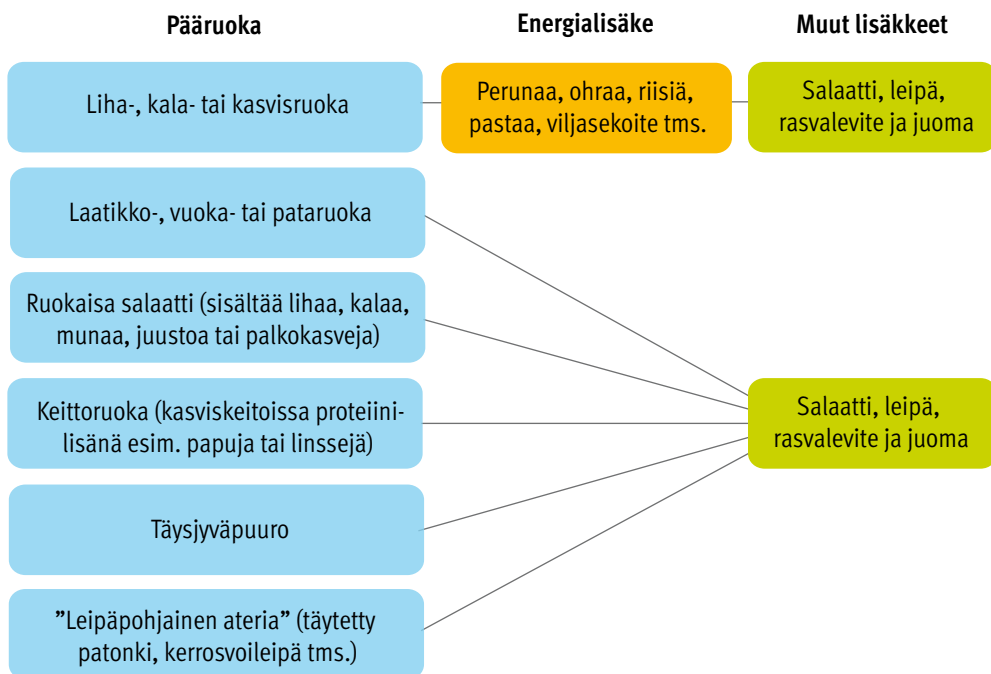 Pääruoka
Energialisäke
Muut lisäkkeet
Liha-, kala- tai kasvisruoka
Perunaa, ohraa, riisiä,
pastaa, viljasekoite tms.
Salaatti, leipä,
rasvalevite ja juoma
Laatikko-, vuoka- tai pataruoka
Ruokaisa salaatti (sisältää lihaa, kalaa,
munaa, juustoa tai palkokasveja)
Keittoruoka (kasviskeitoissa proteiini-
lisänä esim. papuja tai linssejä)
Salaatti, leipä,
rasvalevite ja juoma
Täysjyväpuuro
”Leipäpohjainen ateria” (täytetty
patonki, kerrosvoileipä tms.)